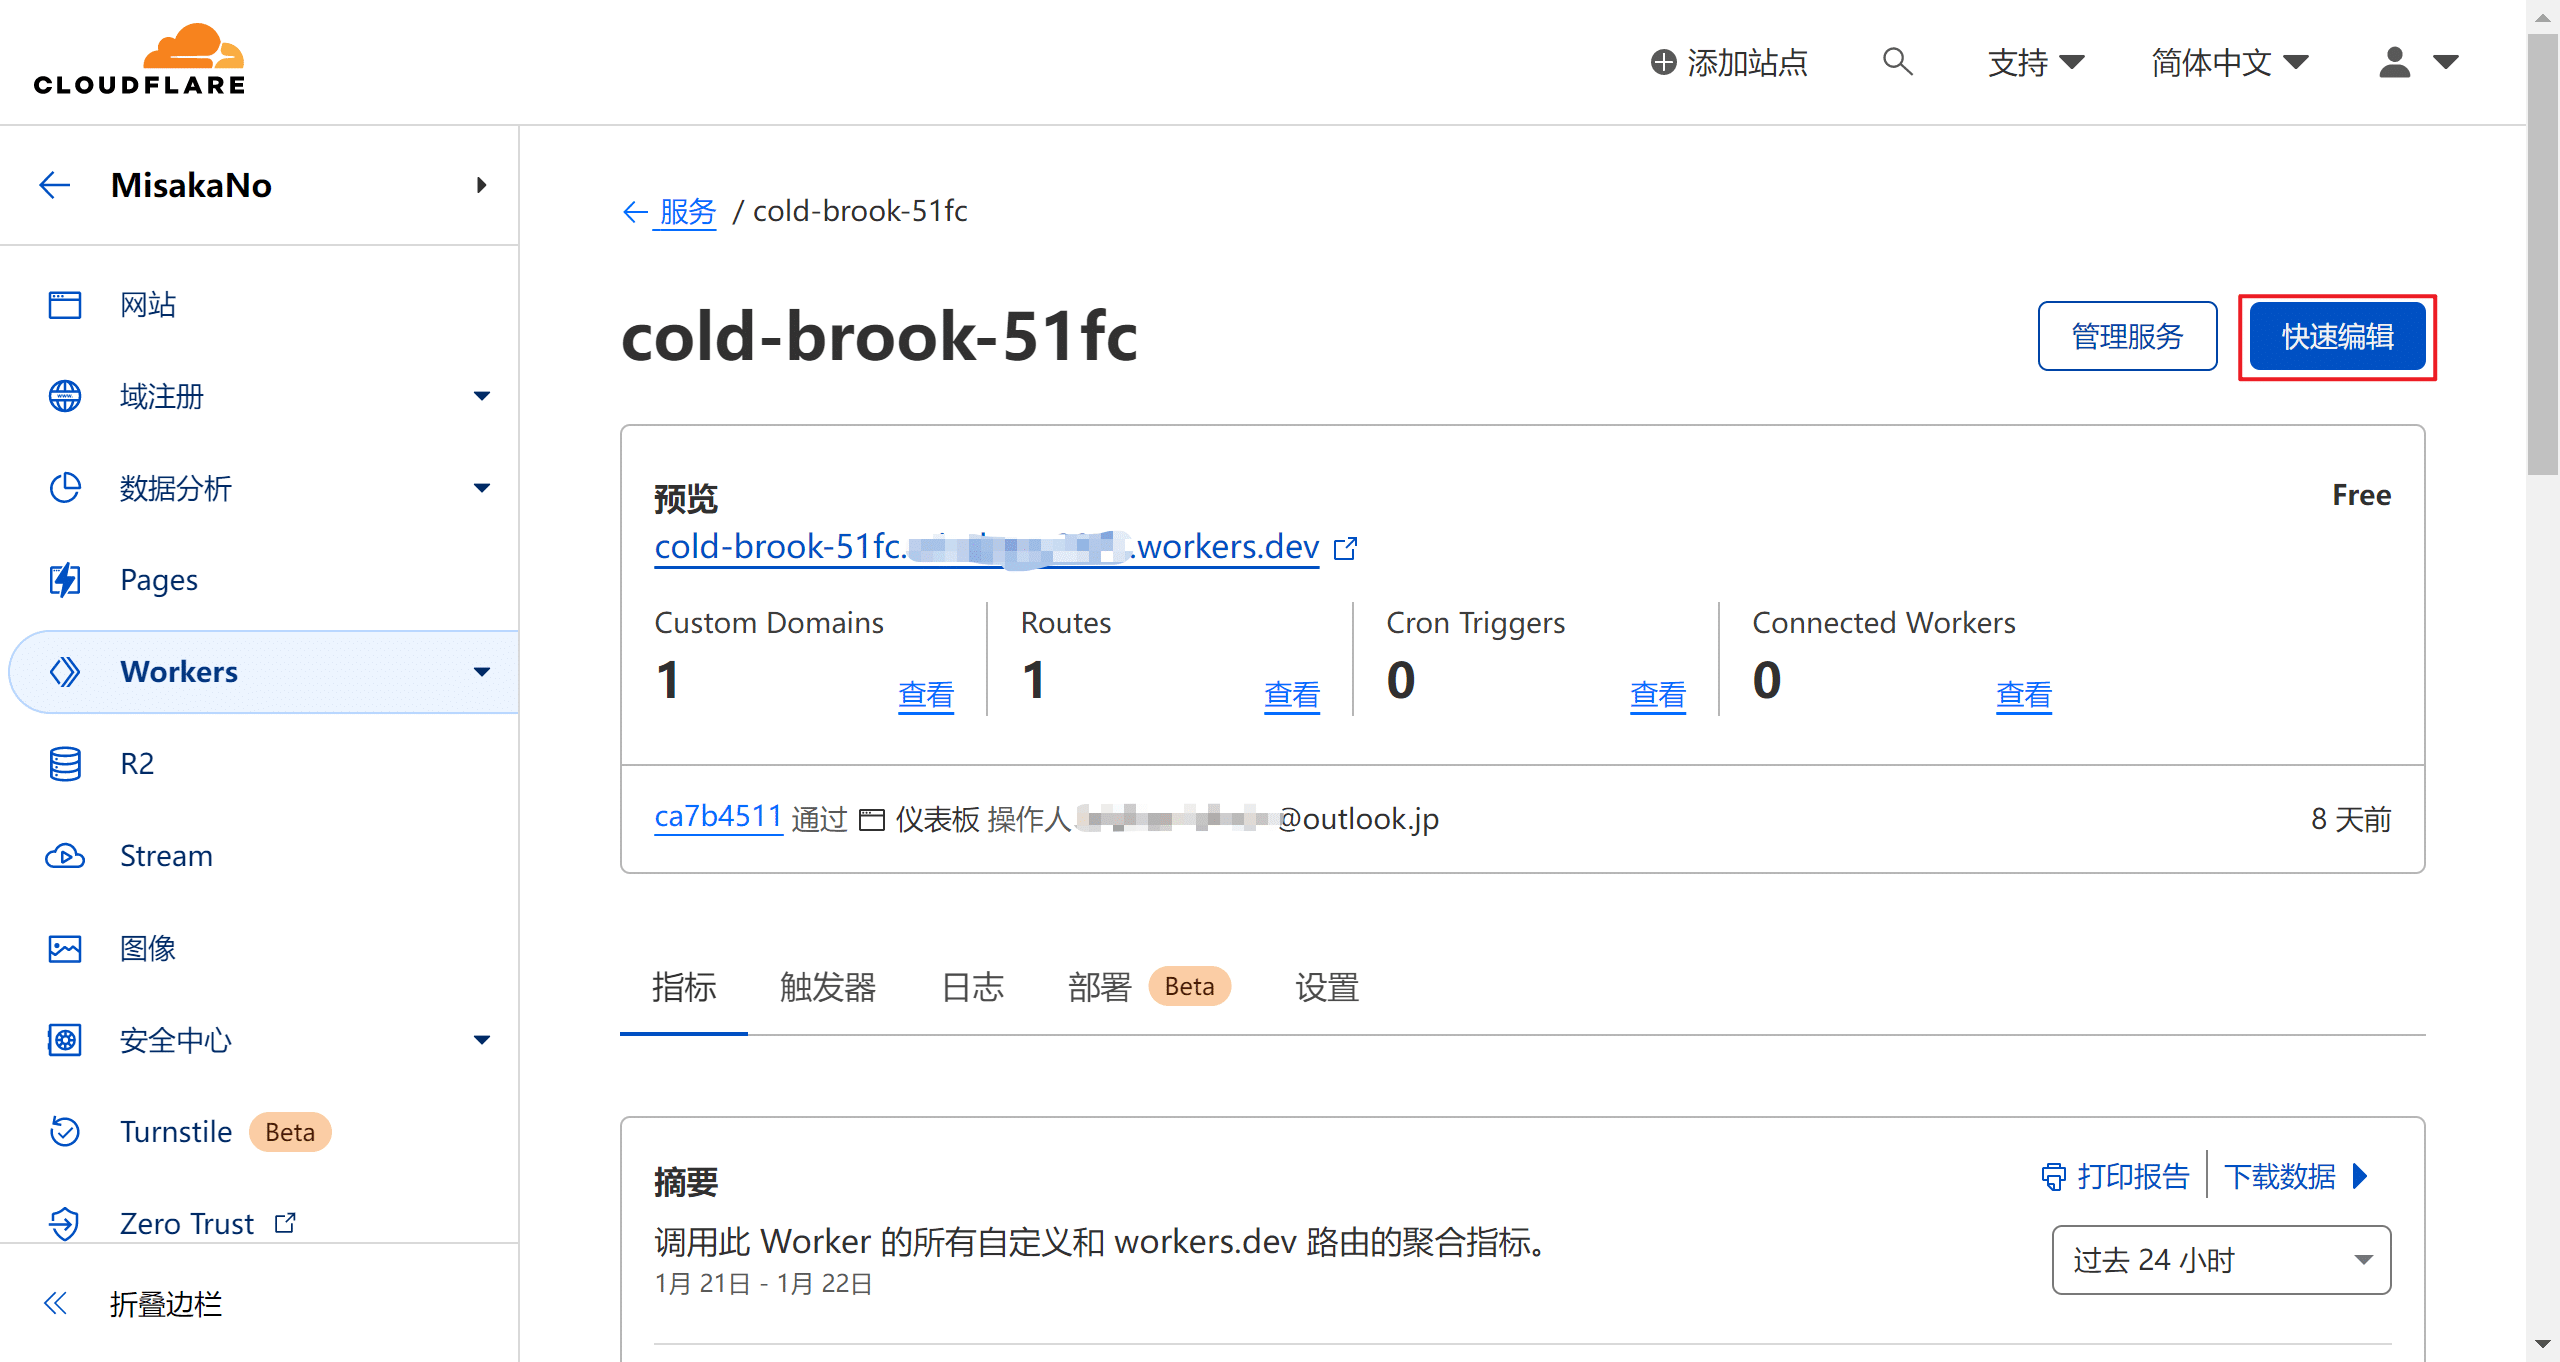 CLOUDFLARE
添加站点
支持
简体中文
MisakaNo
网站
域注册
数据分析
Pages
Workers
R2
Stream
图像
安全中心
Turnstile Beta
Zero Trust
折叠边栏
服务 / cold-brook-51fc
cold-brook-51fc
管理服务
快速编辑
预览
Free
cold-brook-51fc. .workers.dev
Custom Domains
1
查看
Routes
1
查看
Cron Triggers
0
查看
Connected Workers
0
查看
ca7b4511 通过 仪表板 操作人 @outlook.jp
8 天前
指标
触发器
日志
部署 Beta
设置
摘要
打印报告
下载数据
调用此 Worker 的所有自定义和 workers.dev 路由的聚合指标。
1月 21日 - 1月 22日
过去 24 小时